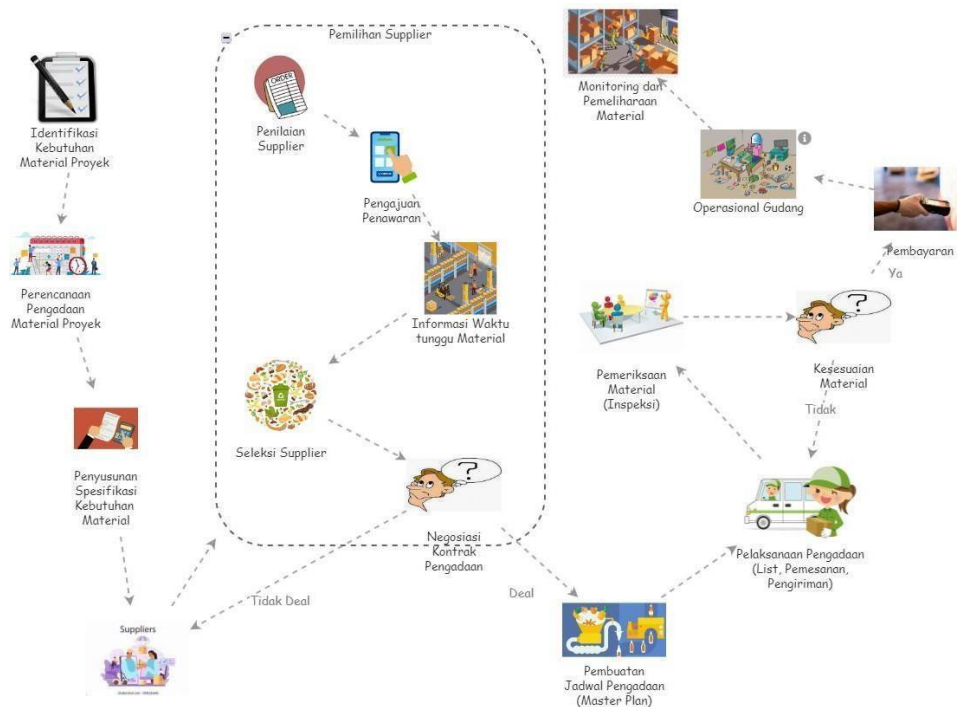 Pemilihan Supplier
Identifikasi
Kebutuhan
Material Proyek
Perencanaan
Pengadaan
Material Proyek
Penyusunan
Spesifikasi
Kebutuhan
Material
Suppliers
ORDER
Penilaian
Supplier
Pengajuan
Penawaran
Informasi Waktu
tunggu Material
Seleksi Supplier
?
Negosiasi
Kontrak
Pengadaan
Tidak Deal
Deal
Pembuatan
Jadwal Pengadaan
(Master Plan)
Pelaksanaan Pengadaan
(List, Pemesanan,
Pengiriman)
Pemeriksaan
Material
(Inspeksi)
?
Kesesuaian
Material
Tidak
Ya
Pembayaran
Operasional Gudang
Monitoring dan
Pemeliharaan
Material